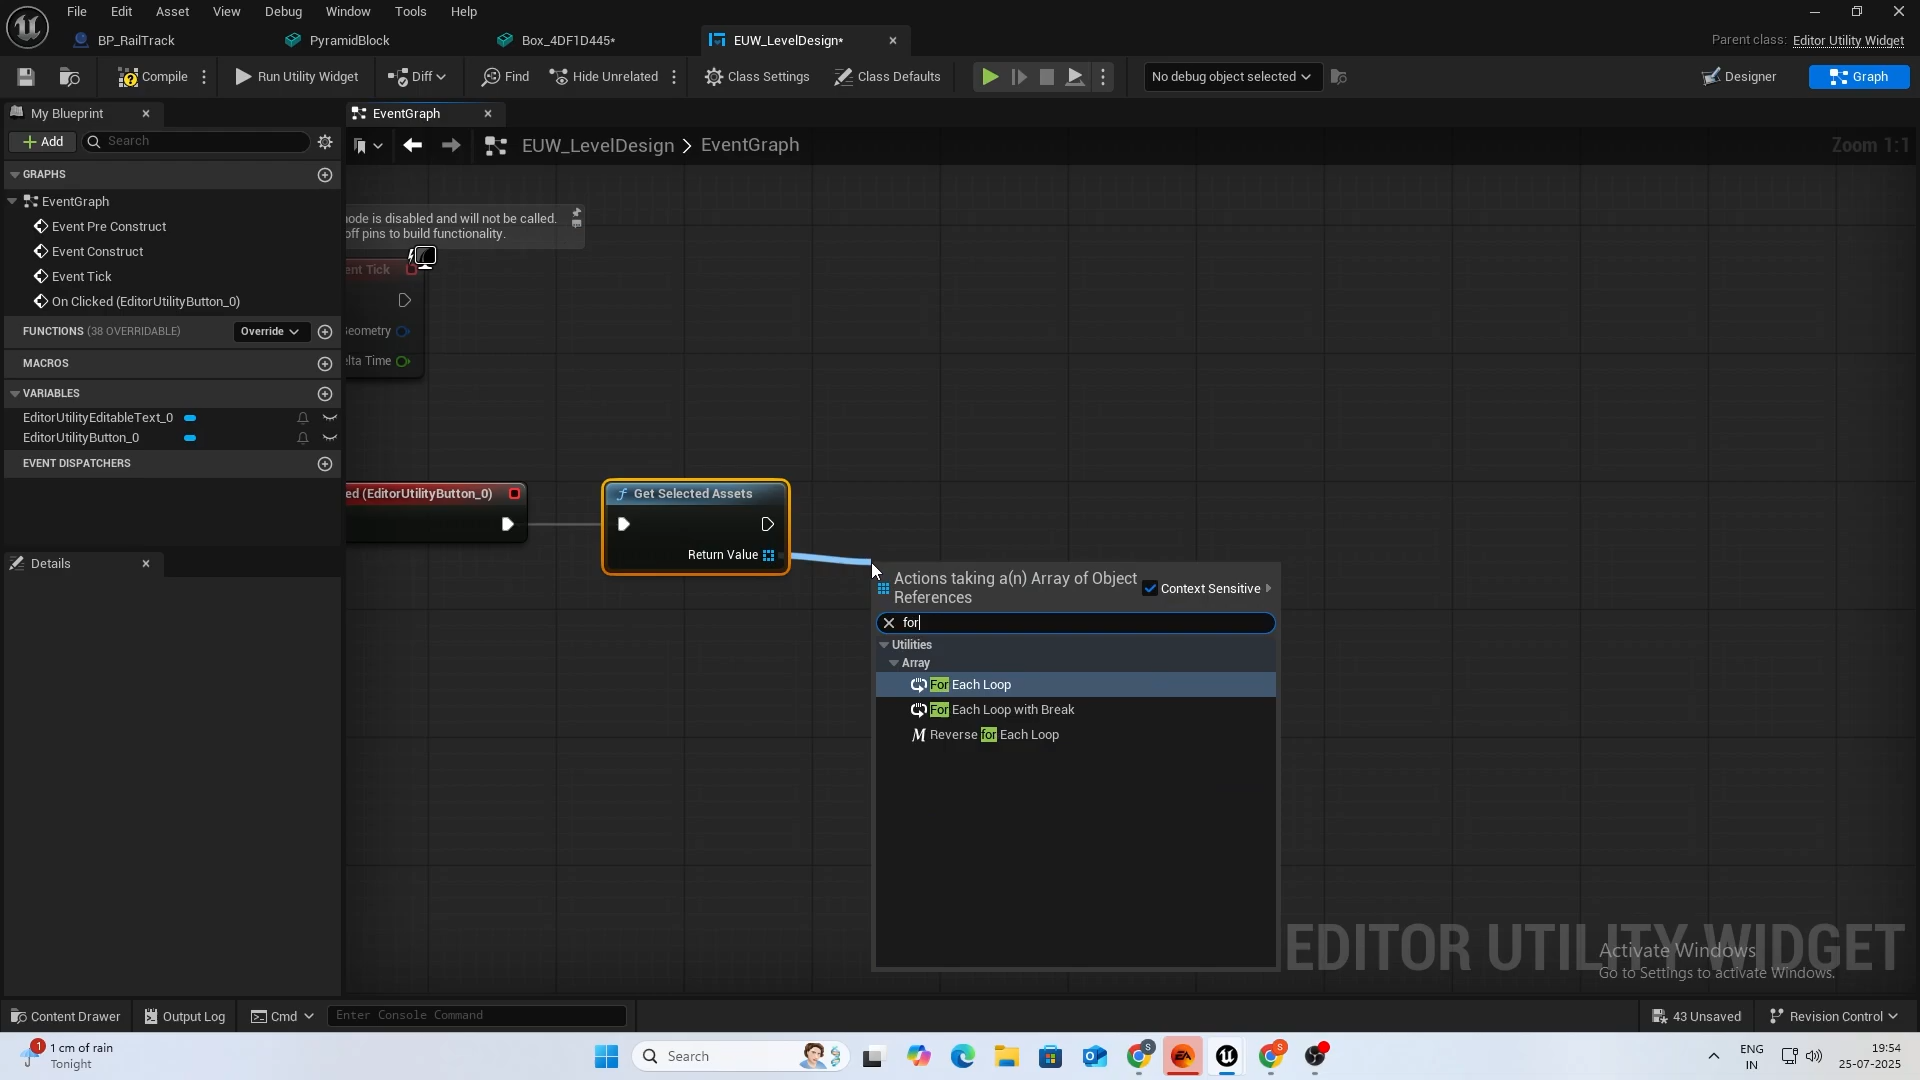 File Edit Asset View Debug Window Tools Help
BP_RailTrack
PyramidBlock
Box_4DF1D445*
EUW_LevelDesign*
Parent class: Editor Utility Widget
Compile
Run Utility Widget
Diff
Find
Hide Unrelated
Class Settings
Class Defaults
No debug object selected
Designer
Graph
My Blueprint
EventGraph
Add
Search
EUW_LevelDesign > EventGraph
Zoom 1:1
GRAPHS
EventGraph
Event Pre Construct
Event Construct
Event Tick
On Clicked (EditorUtilityButton_0)
FUNCTIONS (38 OVERRIDABLE)
Override
MACROS
VARIABLES
EditorUtilityEditableText_0
EditorUtilityButton_0
EVENT DISPATCHERS
Details
node is disabled and will not be called.
off pins to build functionality.
ent Tick
Geometry
lta Time
ed (EditorUtilityButton_0)
Get Selected Assets
Return Value
Actions taking a(n) Array of Object
References
Context Sensitive
for
Utilities
Array
For Each Loop
For Each Loop with Break
Reverse for Each Loop
EDITOR UTILITY WIDGET
Activate Windows
Go to Settings to activate Windows.
Content Drawer
Output Log
Cmd
Enter Console Command
43 Unsaved
Revision Control
1
1 cm of rain
Tonight
Search
ENG
IN
19:54
25-07-2025